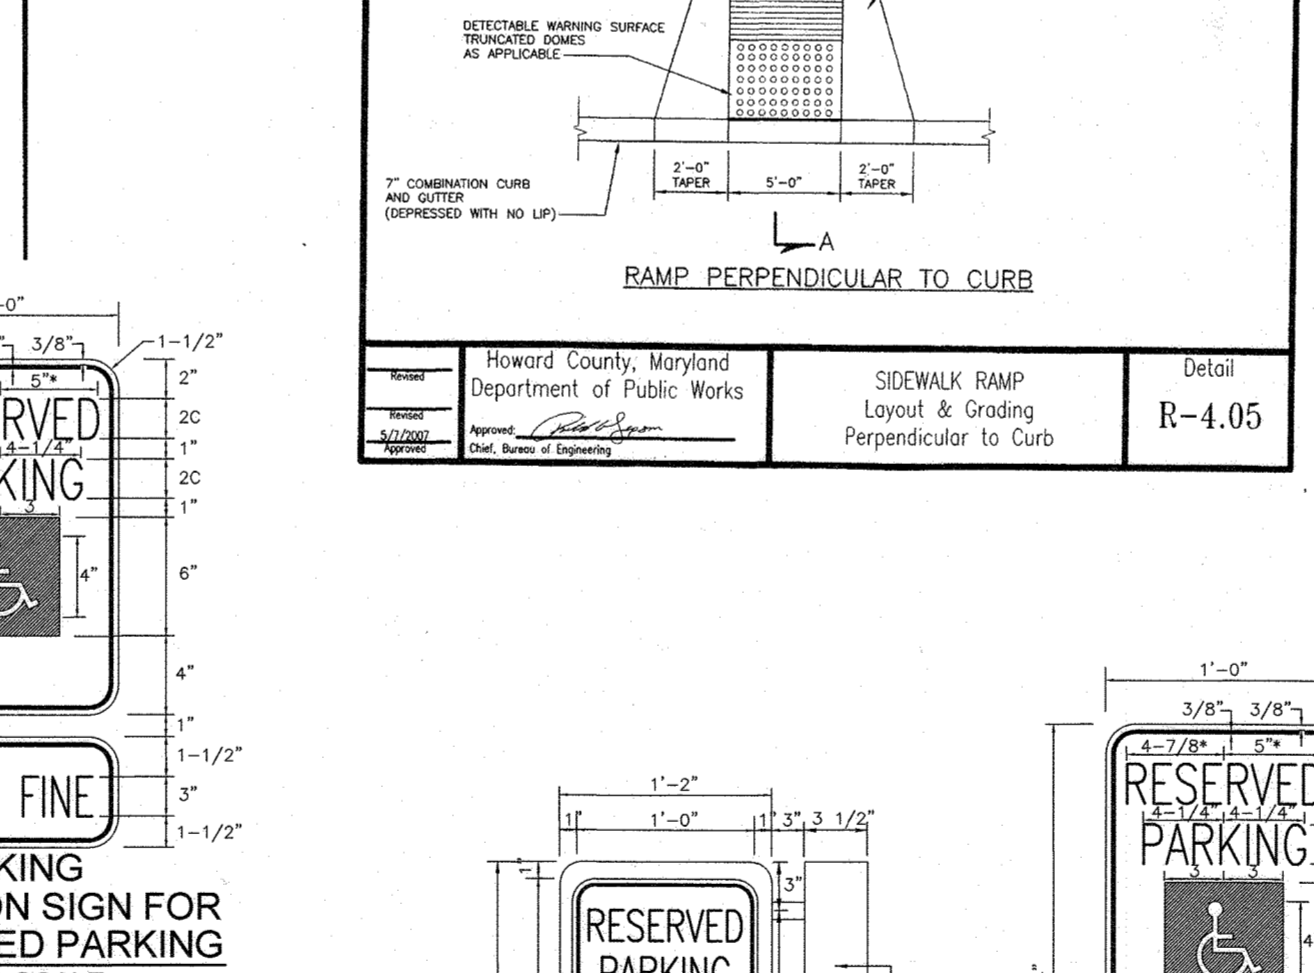 DETECTABLE WARNING SURFACE
TRUNCATED DOMES
AS APPLICABLE
7" COMBINATION CURB
AND GUTTER
(DEPRESSED WITH NO LIP)
2'-0"
TAPER
5'-0"
2'-0"
TAPER
A
RAMP PERPENDICULAR TO CURB
Revised
Revised
5/7/2007
Approved
Howard County, Maryland
Department of Public Works
Approved:
Chief, Bureau of Engineering
SIDEWALK RAMP
Layout & Grading
Perpendicular to Curb
Detail
R-4.05
-0"
3/8"
1-1/2"
5"*
2"
RVED
2C
4-1/4"
1"
KING
2C
3
1"
4"
6"
4"
1"
1-1/2"
FINE
3"
1-1/2"
KING
ON SIGN FOR
ED PARKING
1'-2"
1"
1'-0"
1"
3"
3 1/2"
1"
3"
RESERVED
PARKING
1'-0"
3/8"
3/8"
4-7/8*
5"*
RESERVED
4-1/4"
4-1/4"
PARKING
3
3
4